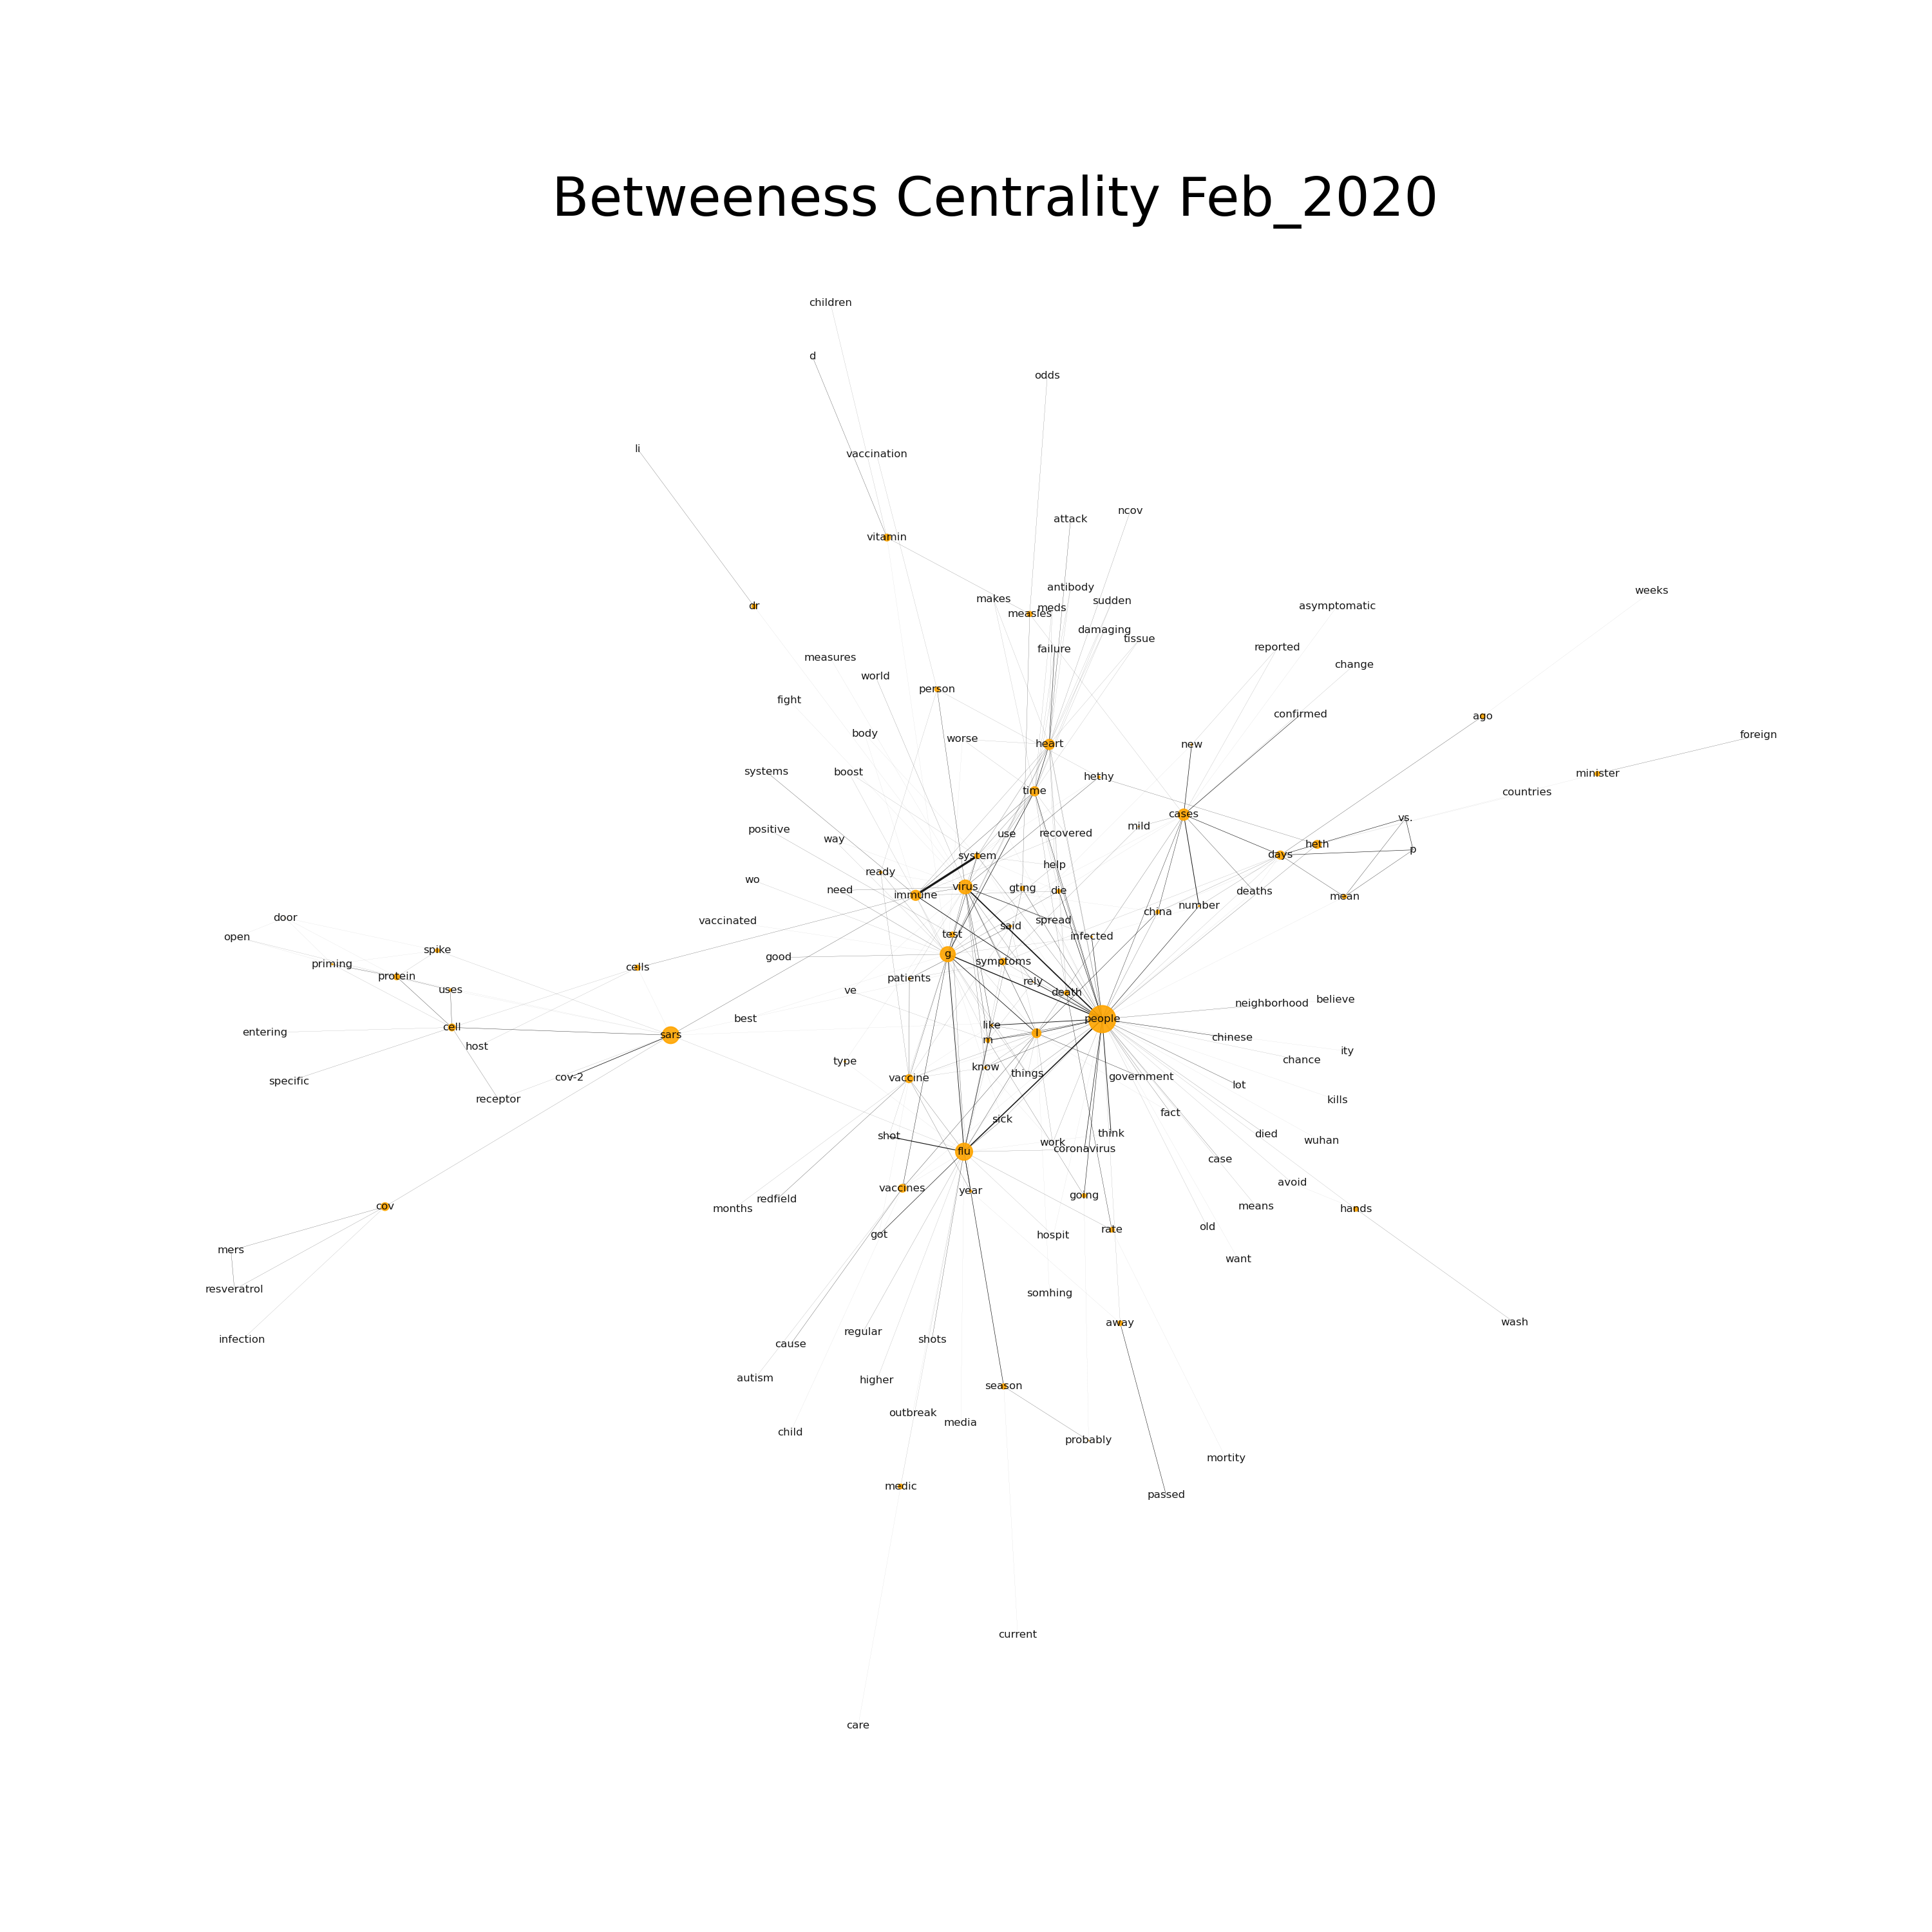 Betweeness Centrality Feb_2020
children
d
odds
li
vaccination
attack
ncov
vitamin
antibody
weeks
makes
sudden
meds
measles
dr
asymptomatic
damaging
tissue
failure
reported
measures
change
world
person
fight
confirmed
ago
body
worse
heart
new
foreign
systems
boost
hethy
minister
time
countries
cases
vs.
positive
way
use
recovered
mild
heth
system
days
p
help
ready
wo
need
immune
virus
gting
die
deaths
mean
number
china
door
vaccinated
spread
said
open
test
infected
spike
g
good
symptoms
priming
cells
protein
patients
rely
uses
ve
death
neighborhood
believe
best
people
cell
entering
sars
like
l
m
chinese
host
ity
type
chance
know
things
cov-2
vaccine
government
specific
lot
receptor
kills
fact
sick
shot
think
died
wuhan
work
coronavirus
flu
case
avoid
vaccines
year
going
redfield
cov
months
means
hands
rate
old
got
hospit
mers
want
resveratrol
somhing
away
wash
regular
infection
shots
cause
autism
higher
season
outbreak
media
child
probably
mortity
medic
passed
current
care